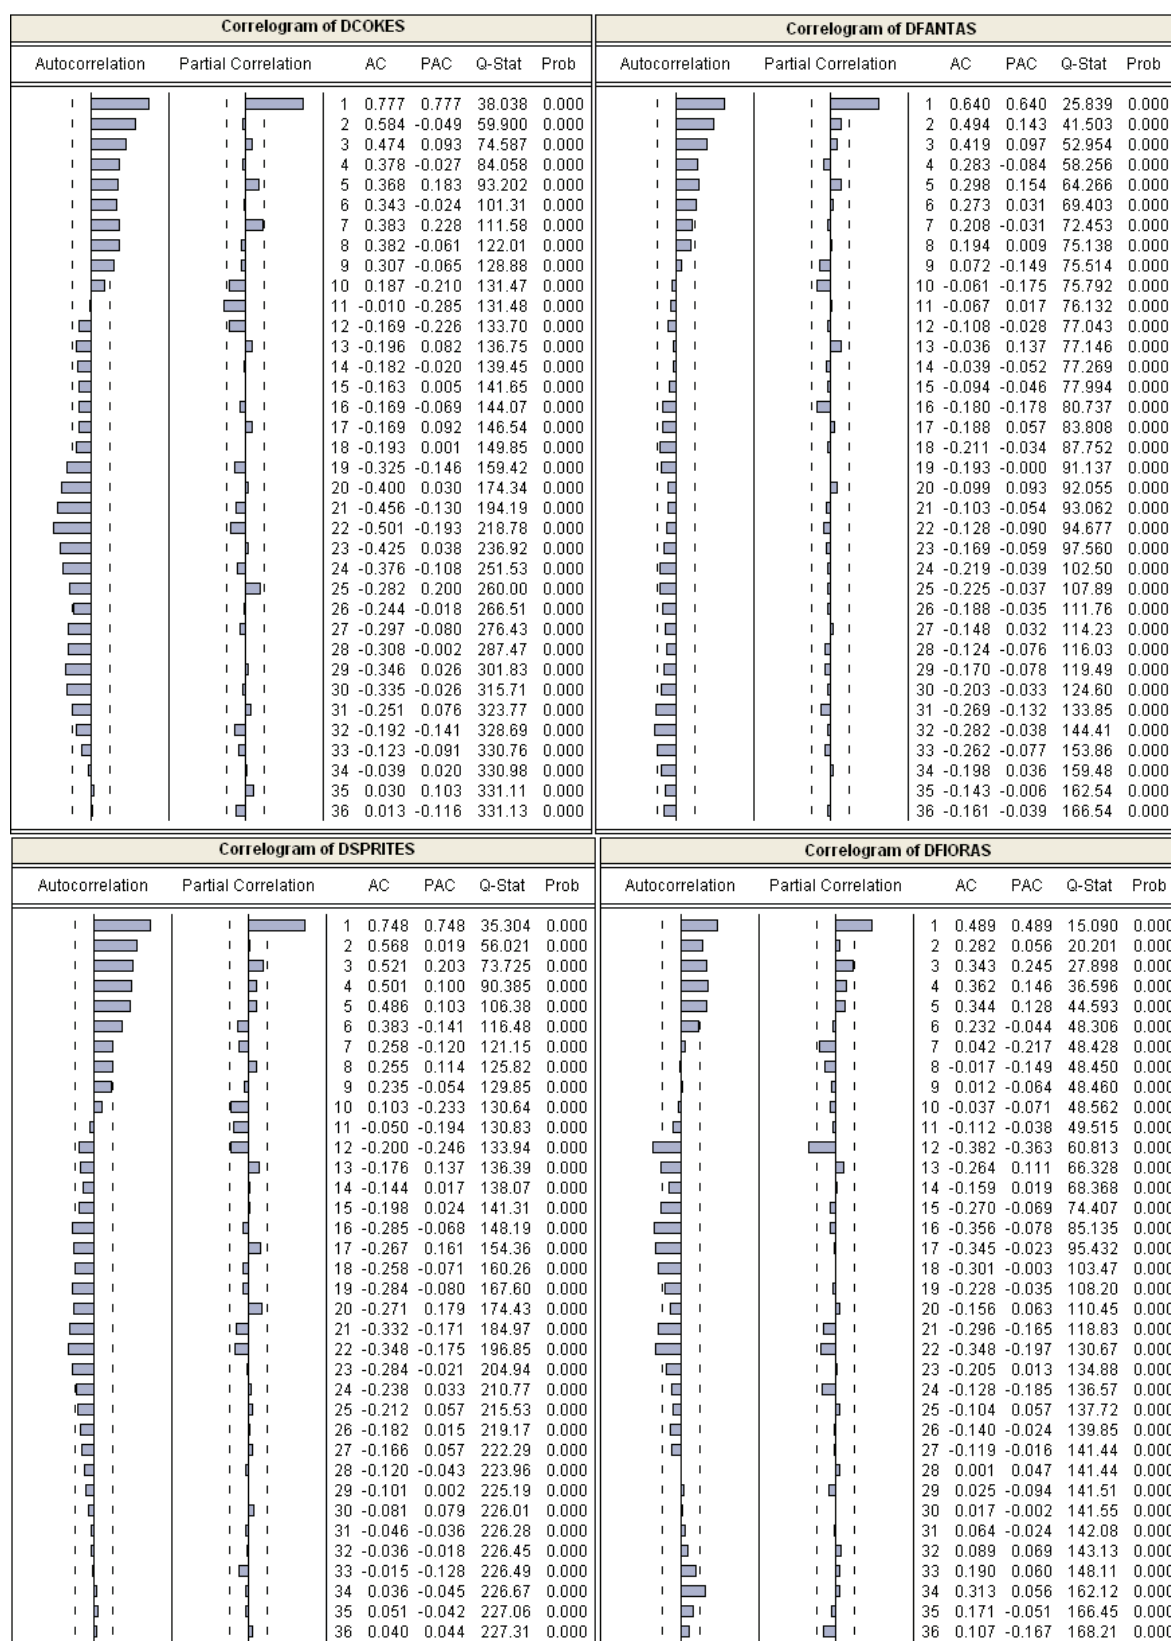 Correlogram of DCOKES
Autocorrelation Partial Correlation AC PAC Q-Stat Prob
1 0.777 0.777 38.038 0.000
2 0.584 -0.049 59.900 0.000
3 0.474 0.093 74.587 0.000
4 0.378 -0.027 84.058 0.000
5 0.368 0.183 93.202 0.000
6 0.343 -0.024 101.31 0.000
7 0.383 0.228 111.58 0.000
8 0.382 -0.061 122.01 0.000
9 0.307 -0.065 128.88 0.000
10 0.187 -0.210 131.47 0.000
11 -0.010 -0.285 131.48 0.000
12 -0.169 -0.226 133.70 0.000
13 -0.196 0.082 136.75 0.000
14 -0.182 -0.020 139.45 0.000
15 -0.163 0.005 141.65 0.000
16 -0.169 -0.069 144.07 0.000
17 -0.169 0.092 146.54 0.000
18 -0.193 0.001 149.85 0.000
19 -0.325 -0.146 159.42 0.000
20 -0.400 0.030 174.34 0.000
21 -0.456 -0.130 194.19 0.000
22 -0.501 -0.193 218.78 0.000
23 -0.425 0.038 236.92 0.000
24 -0.376 -0.108 251.53 0.000
25 -0.282 0.200 260.00 0.000
26 -0.244 -0.018 266.51 0.000
27 -0.297 -0.080 276.43 0.000
28 -0.308 -0.002 287.47 0.000
29 -0.346 0.026 301.83 0.000
30 -0.335 -0.026 315.71 0.000
31 -0.251 0.076 323.77 0.000
32 -0.192 -0.141 328.69 0.000
33 -0.123 -0.091 330.76 0.000
34 -0.039 0.020 330.98 0.000
35 0.030 0.103 331.11 0.000
36 0.013 -0.116 331.13 0.000
Correlogram of DFANTAS
Autocorrelation Partial Correlation AC PAC Q-Stat Prob
1 0.640 0.640 25.839 0.000
2 0.494 0.143 41.503 0.000
3 0.419 0.097 52.954 0.000
4 0.283 -0.084 58.256 0.000
5 0.298 0.154 64.266 0.000
6 0.273 0.031 69.403 0.000
7 0.208 -0.031 72.453 0.000
8 0.194 0.009 75.138 0.000
9 0.072 -0.149 75.514 0.000
10 -0.061 -0.175 75.792 0.000
11 -0.067 0.017 76.132 0.000
12 -0.108 -0.028 77.043 0.000
13 -0.036 0.137 77.146 0.000
14 -0.039 -0.052 77.269 0.000
15 -0.094 -0.046 77.994 0.000
16 -0.180 -0.178 80.737 0.000
17 -0.188 0.057 83.808 0.000
18 -0.211 -0.034 87.752 0.000
19 -0.193 -0.000 91.137 0.000
20 -0.099 0.093 92.055 0.000
21 -0.103 -0.054 93.062 0.000
22 -0.128 -0.090 94.677 0.000
23 -0.169 -0.059 97.560 0.000
24 -0.219 -0.039 102.50 0.000
25 -0.225 -0.037 107.89 0.000
26 -0.188 -0.035 111.76 0.000
27 -0.148 0.032 114.23 0.000
28 -0.124 -0.076 116.03 0.000
29 -0.170 -0.078 119.49 0.000
30 -0.203 -0.033 124.60 0.000
31 -0.269 -0.132 133.85 0.000
32 -0.282 -0.038 144.41 0.000
33 -0.262 -0.077 153.86 0.000
34 -0.198 0.036 159.48 0.000
35 -0.143 -0.006 162.54 0.000
36 -0.161 -0.039 166.54 0.000
Correlogram of DSPRITES
Autocorrelation Partial Correlation AC PAC Q-Stat Prob
1 0.748 0.748 35.304 0.000
2 0.568 0.019 56.021 0.000
3 0.521 0.203 73.725 0.000
4 0.501 0.100 90.385 0.000
5 0.486 0.103 106.38 0.000
6 0.383 -0.141 116.48 0.000
7 0.258 -0.120 121.15 0.000
8 0.255 0.114 125.82 0.000
9 0.235 -0.054 129.85 0.000
10 0.103 -0.233 130.64 0.000
11 -0.050 -0.194 130.83 0.000
12 -0.200 -0.246 133.94 0.000
13 -0.176 0.137 136.39 0.000
14 -0.144 0.017 138.07 0.000
15 -0.198 0.024 141.31 0.000
16 -0.285 -0.068 148.19 0.000
17 -0.267 0.161 154.36 0.000
18 -0.258 -0.071 160.26 0.000
19 -0.284 -0.080 167.60 0.000
20 -0.271 0.179 174.43 0.000
21 -0.332 -0.171 184.97 0.000
22 -0.348 -0.175 196.85 0.000
23 -0.284 -0.021 204.94 0.000
24 -0.238 0.033 210.77 0.000
25 -0.212 0.057 215.53 0.000
26 -0.182 0.015 219.17 0.000
27 -0.166 0.057 222.29 0.000
28 -0.120 -0.043 223.96 0.000
29 -0.101 0.002 225.19 0.000
30 -0.081 0.079 226.01 0.000
31 -0.046 -0.036 226.28 0.000
32 -0.036 -0.018 226.45 0.000
33 -0.015 -0.128 226.49 0.000
34 0.036 -0.045 226.67 0.000
35 0.051 -0.042 227.06 0.000
36 0.040 0.044 227.31 0.000
Correlogram of DFIORAS
Autocorrelation Partial Correlation AC PAC Q-Stat Prob
1 0.489 0.489 15.090 0.000
2 0.282 0.056 20.201 0.000
3 0.343 0.245 27.898 0.000
4 0.362 0.146 36.596 0.000
5 0.344 0.128 44.593 0.000
6 0.232 -0.044 48.306 0.000
7 0.042 -0.217 48.428 0.000
8 -0.017 -0.149 48.450 0.000
9 0.012 -0.064 48.460 0.000
10 -0.037 -0.071 48.562 0.000
11 -0.112 -0.038 49.515 0.000
12 -0.382 -0.363 60.813 0.000
13 -0.264 0.111 66.328 0.000
14 -0.159 0.019 68.368 0.000
15 -0.270 -0.069 74.407 0.000
16 -0.356 -0.078 85.135 0.000
17 -0.345 -0.023 95.432 0.000
18 -0.301 -0.003 103.47 0.000
19 -0.228 -0.035 108.20 0.000
20 -0.156 0.063 110.45 0.000
21 -0.296 -0.165 118.83 0.000
22 -0.348 -0.197 130.67 0.000
23 -0.205 0.013 134.88 0.000
24 -0.128 -0.185 136.57 0.000
25 -0.104 0.057 137.72 0.000
26 -0.140 -0.024 139.85 0.000
27 -0.119 -0.016 141.44 0.000
28 0.001 0.047 141.44 0.000
29 0.025 -0.094 141.51 0.000
30 0.017 -0.002 141.55 0.000
31 0.064 -0.024 142.08 0.000
32 0.089 0.069 143.13 0.000
33 0.190 0.060 148.11 0.000
34 0.313 0.056 162.12 0.000
35 0.171 -0.051 166.45 0.000
36 0.107 -0.167 168.21 0.000